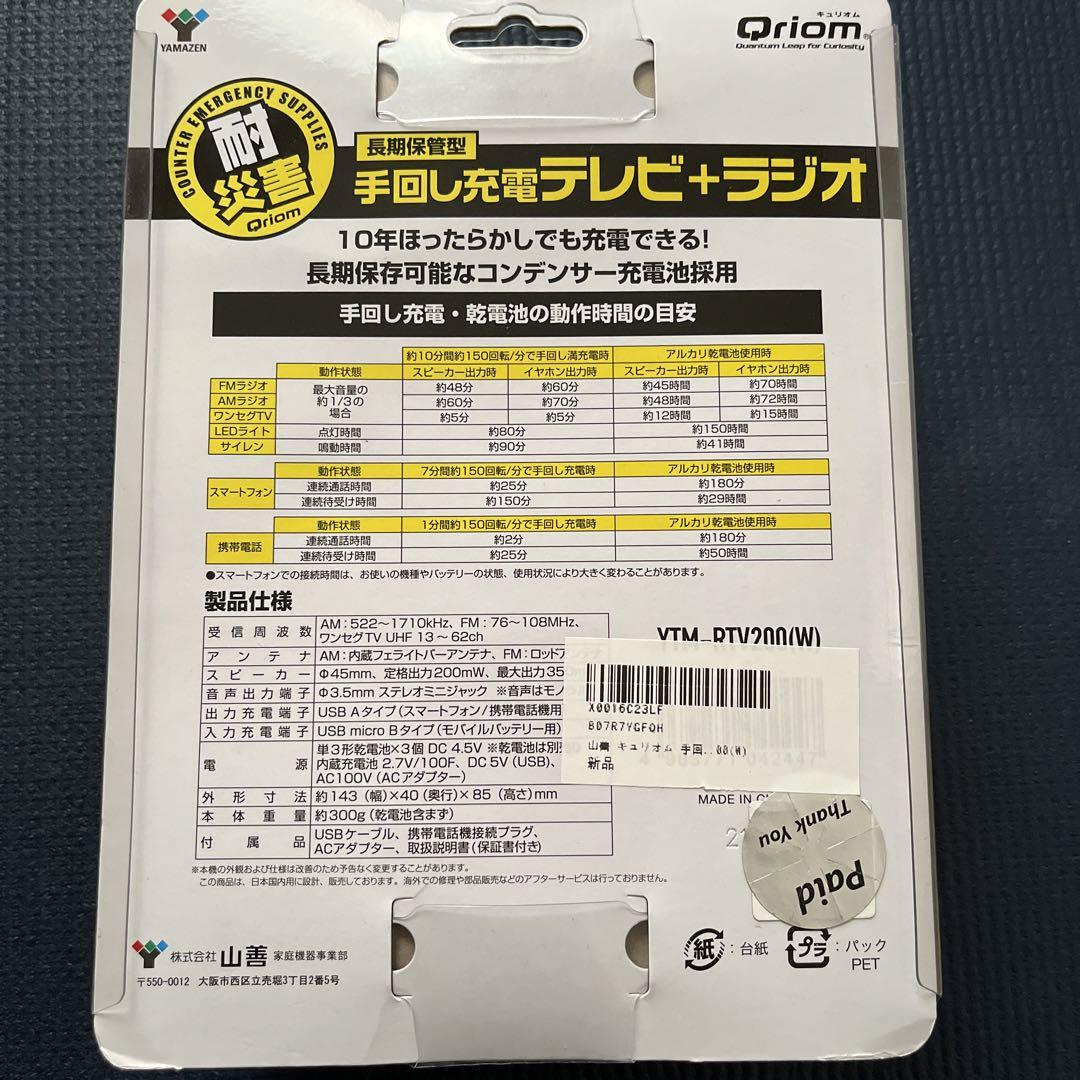 YAMAZEN
キュリオム
Qriom®
Quantum Leap for Curiosity
COUNTER EMERGENCY SUPPLIES
耐災害
Qriom
長期保管型
手回し充電テレビ+ラジオ
10年ほったらかしでも充電できる!
長期保存可能なコンデンサー充電池採用
手回し充電・乾電池の動作時間の目安
約10分間約150回転/分で手回し満充電時 アルカリ乾電池使用時
動作状態 スピーカー出力時 イヤホン出力時 スピーカー出力時 イヤホン出力時
FMラジオ 最大音量の約1/3の場合 約48分 約60分 約45時間 約70時間
AMラジオ 約60分 約70分 約48時間 約72時間
ワンセグTV 約5分 約5分 約12時間 約15時間
LEDライト 点灯時間 約80分 約150時間
サイレン 鳴動時間 約90分 約41時間
動作状態 7分間約150回転/分で手回し充電時 アルカリ乾電池使用時
スマートフォン 連続通話時間 約25分 約180分
連続待受け時間 約150分 約29時間
動作状態 1分間約150回転/分で手回し充電時 アルカリ乾電池使用時
携帯電話 連続通話時間 約2分 約180分
連続待受け時間 約25分 約50時間
●スマートフォンでの接続時間は、お使いの機種やバッテリーの状態、使用状況により大きく変わることがあります。
製品仕様
受信周波数 AM:522〜1710kHz、FM:76〜108MHz、
ワンセグTV UHF 13〜62ch
アンテナ AM:内蔵フェライトバーアンテナ、FM:ロッドア
スピーカー Φ45mm、定格出力200mW、最大出力35
音声出力端子 Φ3.5mm ステレオミニジャック ※音声はモノ
出力充電端子 USB Aタイプ(スマートフォン/携帯電話機用
入力充電端子 USB micro Bタイプ(モバイルバッテリー用)
電源 単3形乾電池×3個 DC 4.5V ※乾電池は別
内蔵充電池 2.7V/100F、DC 5V (USB)、
AC100V (ACアダプター)
外形寸法 約143(幅)×40(奥行)×85(高さ)mm
本体重量 約300g(乾電池含まず)
付属品 USBケーブル、携帯電話機接続プラグ、
ACアダプター、取扱説明書(保証書付き)
YTM-RTV200(W)
X0016C23LF
B07R7YGFQH
山善 キュリオム 手回..00(W)
新品
4 983771 042447
MADE IN C
2
Thank You
Paid
※本機の外観および仕様は改善のため予告なく変更することがあります。
この商品は、日本国内用に設計、販売しております。海外での修理や部品販売などのアフターサービスは行っておりません。
株式会社 山善 家庭機器事業部
〒550-0012 大阪市西区立売堀3丁目2番5号
紙:台紙
プラ:パック
PET